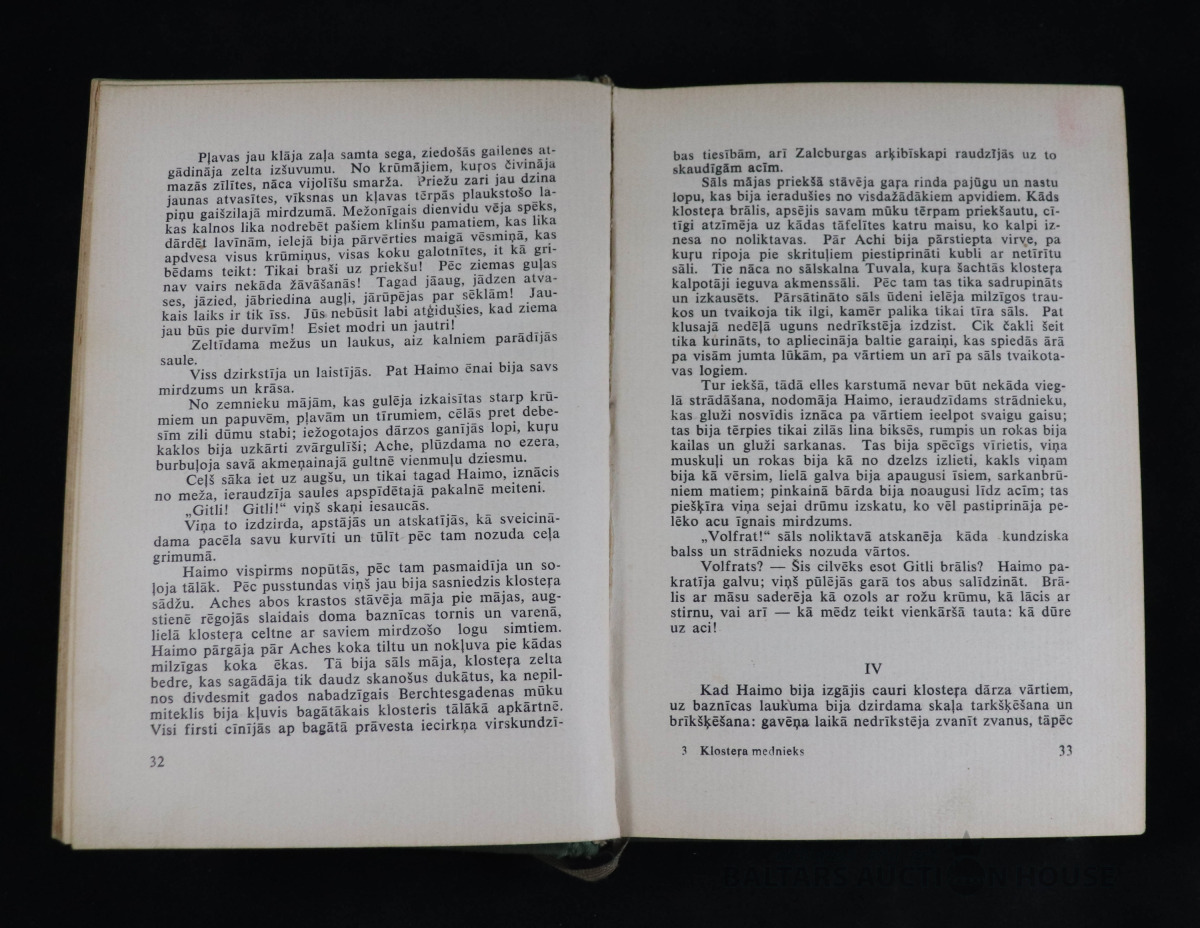 Pļavas jau klāja zaļa samta sega, ziedošās gailenes at-
gādināja zelta izšuvumu. No krūmājiem, kuŗos čivināja
mazās zīlītes, nāca vijolīšu smarža. Priežu zari jau dzina
jaunas atvasītes, vīksnas un kļavas tērpās plaukstošo la-
piņu gaišzilajā mirdzumā. Mežonīgais dienvidu vēja spēks,
kas kalnos lika nodrebēt pašiem klinšu pamatiem, kas lika
dārdēt lavīnām, ielejā bija pārvērties maigā vēsmiņā, kas
apdvesa visus krūmiņus, visas koku galotnītes, it kā gri-
bēdams teikt: Tikai braši uz priekšu! Pēc ziemas guļas
nav vairs nekāda žāvāšanās! Tagad jāaug, jādzen atva-
ses, jāzied, jābriedina augļi, jārūpējas par sēklām! Jau-
kais laiks ir tik īss. Jūs nebūsit labi atģidušies, kad ziema
jau būs pie durvīm! Esiet modri un jautri!
Zeltīdama mežus un laukus, aiz kalniem parādījās
saule.
Viss dzirkstīja un laistījās. Pat Haimo ēnai bija savs
mirdzums un krāsa.
No zemnieku mājām, kas gulēja izkaisītas starp krū-
miem un papuvēm, pļavām un tīrumiem, cēlās pret debe-
sīm zili dūmu stabi; iežogotajos dārzos ganījās lopi, kuŗu
kaklos bija uzkārti zvārgulīši; Ache, plūzdama no ezera,
burbuļoja savā akmeņainajā gultnē vienmuļu dziesmu.
Ceļš sāka iet uz augšu, un tikai tagad Haimo, iznācis
no meža, ieraudzīja saules apspīdētajā pakalnē meiteni.
„Gitli! Gitli!“ viņš skaņi iesaucās.
Viņa to izdzirda, apstājās un atskatījās, kā sveicinā-
dama pacēla savu kurvīti un tūlīt pēc tam nozuda ceļa
grimumā.
Haimo vispirms nopūtās, pēc tam pasmaidīja un so-
ļoja tālāk. Pēc pusstundas viņš jau bija sasniedzis klosteŗa
sādžu. Aches abos krastos stāvēja māja pie mājas, aug-
stienē rēgojās slaidais doma baznīcas tornis un varenā,
lielā klosteŗa celtne ar saviem mirdzošo logu simtiem.
Haimo pārgāja pār Aches koka tiltu un nokļuva pie kādas
milzīgas koka ēkas. Tā bija sāls māja, klosteŗa zelta
bedre, kas sagādāja tik daudz skanošus dukātus, ka nepil-
nos divdesmit gados nabadzīgais Berchtesgadenas mūku
miteklis bija kļuvis bagātākais klosteris tālākā apkārtnē.
Visi firsti cīnījās ap bagātā prāvesta iecirkņa virskundzī-
32
bas tiesībām, arī Zalcburgas arķibīskapi raudzījās uz to
skaudīgām acīm.
Sāls mājas priekšā stāvēja gaŗa rinda pajūgu un nastu
lopu, kas bija ieradušies no visdažādākiem apvidiem. Kāds
klosteŗa brālis, apsējis savam mūku tērpam priekšautu, cī-
tīgi atzīmēja uz kādas tāfelītes katru maisu, ko kalpi iz-
nesa no noliktavas. Pār Achi bija pārstiepta virve, pa
kuŗu ripoja pie skrituļiem piestiprināti kubli ar netīrītu
sāli. Tie nāca no sālskalna Tuvala, kuŗa šachtās klosteŗa
kalpotāji ieguva akmenssāli. Pēc tam tas tika sadrupināts
un izkausēts. Pārsātināto sāls ūdeni ielēja milzīgos trau-
kos un tvaikoja tik ilgi, kamēr palika tikai tīra sāls. Pat
klusajā nedēļā uguns nedrīkstēja izdzist. Cik čakli šeit
tika kūrināts, to apliecināja baltie garaiņi, kas spiedās ārā
pa visām jumta lūkām, pa vārtiem un arī pa sāls tvaikota-
vas logiem.
Tur iekšā, tādā elles karstumā nevar būt nekāda vieg-
lā strādāšana, nodomāja Haimo, ieraudzīdams strādnieku,
kas gluži nosvīdis iznāca pa vārtiem ieelpot svaigu gaisu;
tas bija tērpies tikai zilās lina biksēs, rumpis un rokas bija
kailas un gluži sarkanas. Tas bija spēcīgs vīrietis, viņa
muskuļi un rokas bija kā no dzelzs izlieti, kakls viņam
bija kā vērsim, lielā galva bija apaugusi īsiem, sarkanbrū-
niem matiem; pinkainā bārda bija noaugusi līdz acīm; tas
piešķīra viņa sejai drūmu izskatu, ko vēl pastiprināja pe-
lēko acu īgnais mirdzums.
„Volfrat!“ sāls noliktavā atskanēja kāda kundziska
balss un strādnieks nozuda vārtos.
Volfrats? — Šis cilvēks esot Gitli brālis? Haimo pa-
kratīja galvu; viņš pūlējās garā tos abus salīdzināt. Brā-
lis ar māsu saderēja kā ozols ar rožu krūmu, kā lācis ar
stirnu, vai arī — kā mēdz teikt vienkāršā tauta: kā dūre
uz aci!
IV
Kad Haimo bija izgājis cauri klosteŗa dārza vārtiem,
uz baznīcas laukuma bija dzirdama skaļa tarkšķēšana un
brīkšķēšana: gavēņa laikā nedrīkstēja zvanīt zvanus, tāpēc
3 Klosteŗa mednieks
33
BALTARS AUCTION HOUSE